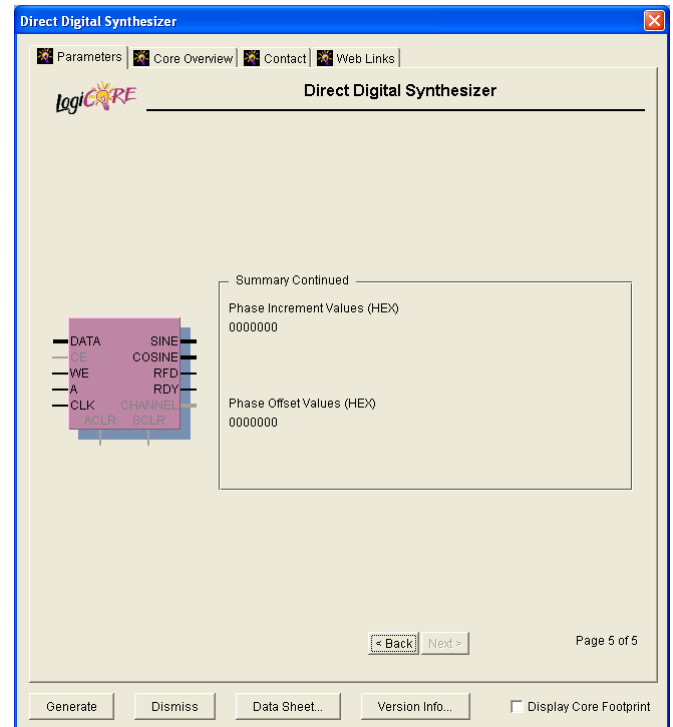 Direct Digital Synthesizer
Parameters Core Overview Contact Web Links
logiCORE Direct Digital Synthesizer
Summary Continued
Phase Increment Values (HEX)
0000000
DATA SINE
CE COSINE
WE RFD
A RDY
CLK CHANNEL
ACLR SCLR
Phase Offset Values (HEX)
0000000
< Back Next > Page 5 of 5
Generate Dismiss Data Sheet... Version Info... Display Core Footprint